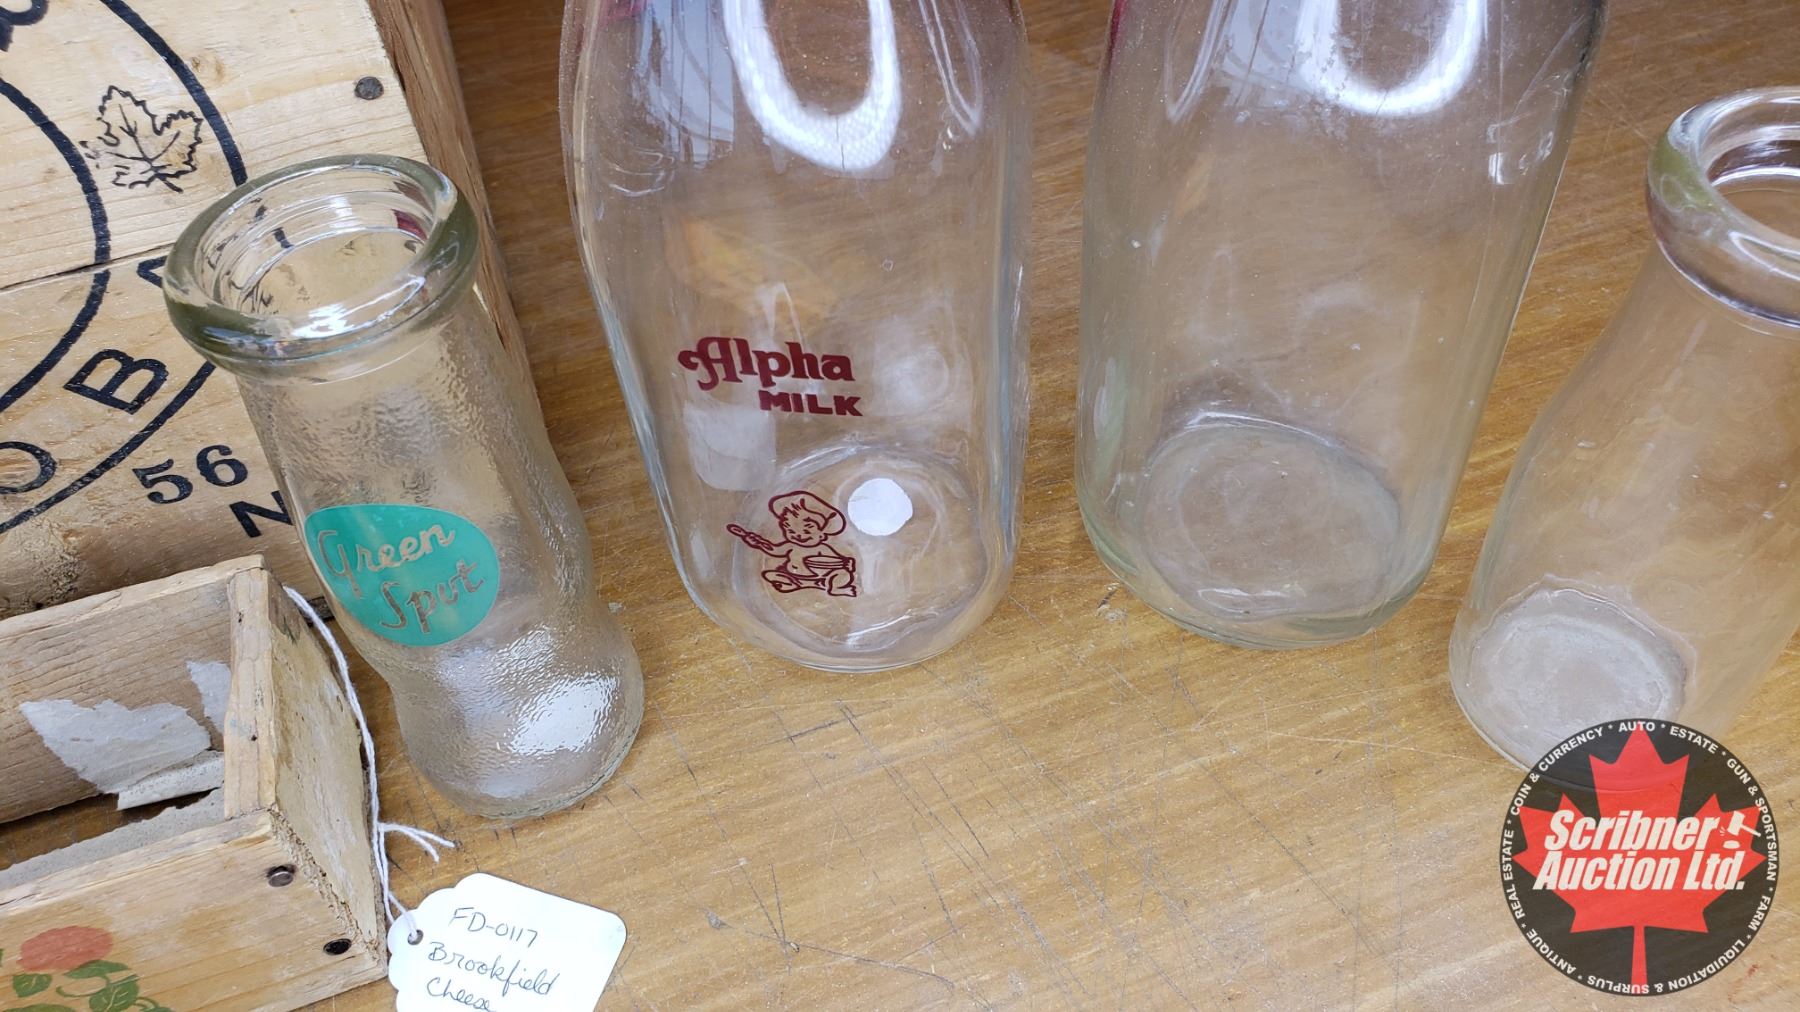 56
N
B
Green
Spot
Alpha
MILK
FD-0117
Brookfield
Cheese
Scribner
Auction Ltd.
REAL ESTATE * COIN & CURRENCY * AUTO * ESTATE * GUN & SPORTSMAN * FARM * LIQUIDATION & SURPLUS * ANTIQUE *